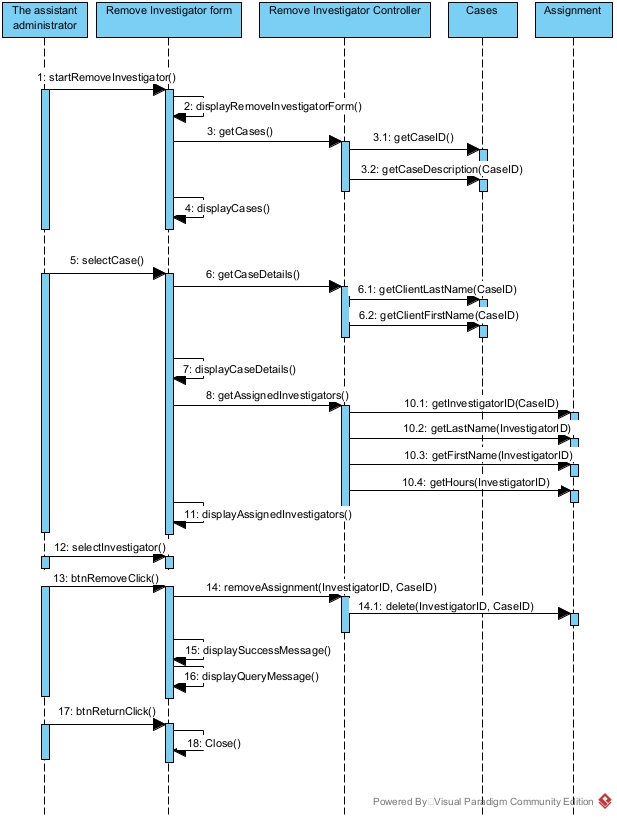 The assistant
administrator
Remove Investigator form
Remove Investigator Controller
Cases
Assignment
1: startRemoveInvestigator()
2: displayRemoveInvestigatorForm()
3: getCases()
3.1: getCaseID()
3.2: getCaseDescription(CaseID)
4: displayCases()
5: selectCase()
6: getCaseDetails()
6.1: getClientLastName(CaseID)
6.2: getClientFirstName(CaseID)
7: displayCaseDetails()
8: getAssignedInvestigators()
10.1: getInvestigatorID(CaseID)
10.2: getLastName(InvestigatorID)
10.3: getFirstName(InvestigatorID)
10.4: getHours(InvestigatorID)
11: displayAssignedInvestigators()
12: selectInvestigator()
13: btnRemoveClick()
14: removeAssignment(InvestigatorID, CaseID)
14.1: delete(InvestigatorID, CaseID)
15: displaySuccessMessage()
16: displayQueryMessage()
17: btnReturnClick()
18: Close()
Powered By Visual Paradigm Community Edition